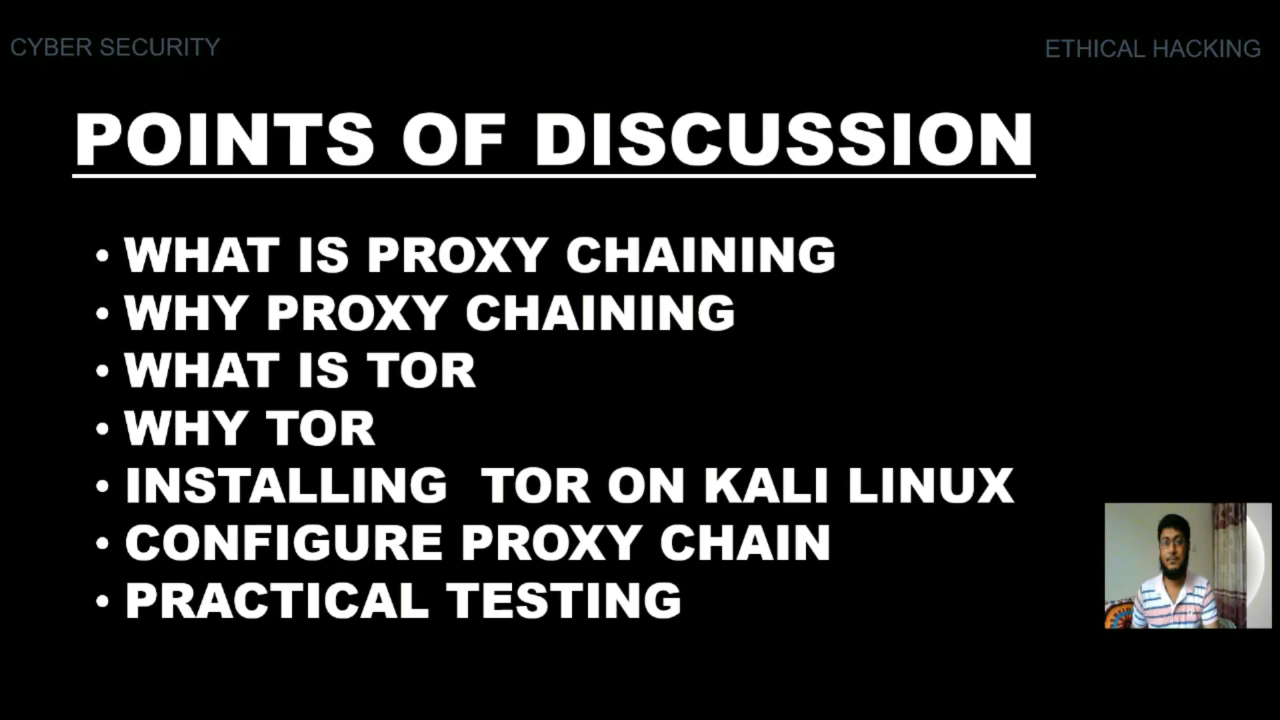 CYBER SECURITY
ETHICAL HACKING
POINTS OF DISCUSSION
• WHAT IS PROXY CHAINING
• WHY PROXY CHAINING
• WHAT IS TOR
• WHY TOR
• INSTALLING  TOR ON KALI LINUX
• CONFIGURE PROXY CHAIN
• PRACTICAL TESTING